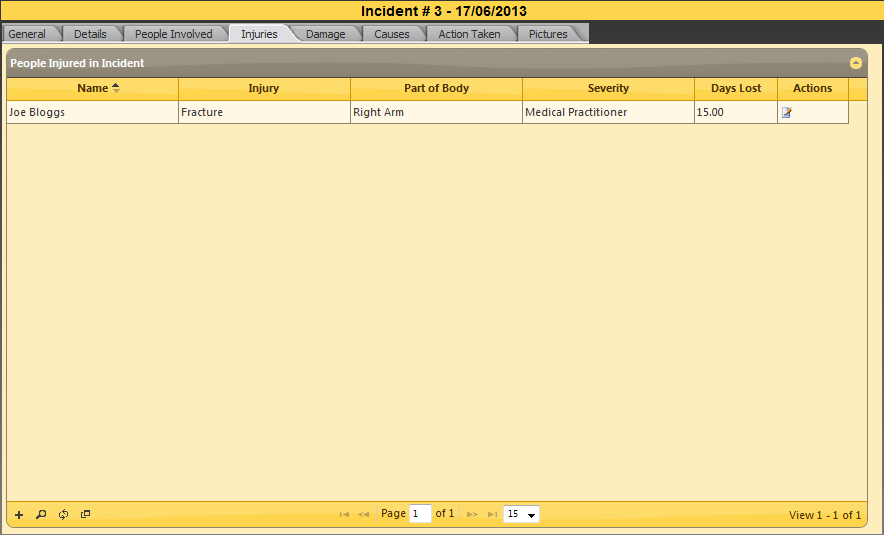 Incident # 3 - 17/06/2013
General Details People Involved Injuries Damage Causes Action Taken Pictures
People Injured in Incident
Name Injury Part of Body Severity Days Lost Actions
Joe Bloggs Fracture Right Arm Medical Practitioner 15.00
Page 1 of 1 15 View 1 - 1 of 1